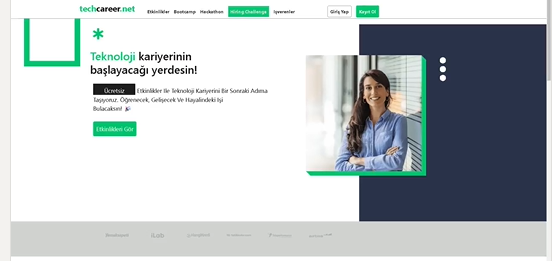 techcareer.net
Etkinlikler Bootcamp Hackathon Hiring Challenge İşverenler Giriş Yap Kayıt Ol
Teknoloji kariyerinin
başlayacağı yerdesin!
Ücretsiz Etkinlikler İle Teknoloji Kariyerini Bir Sonraki Adıma
Taşıyoruz. Öğrenecek, Gelişecek Ve Hayalindeki İşi
Bulacaksın! 🎉
Etkinlikleri Gör